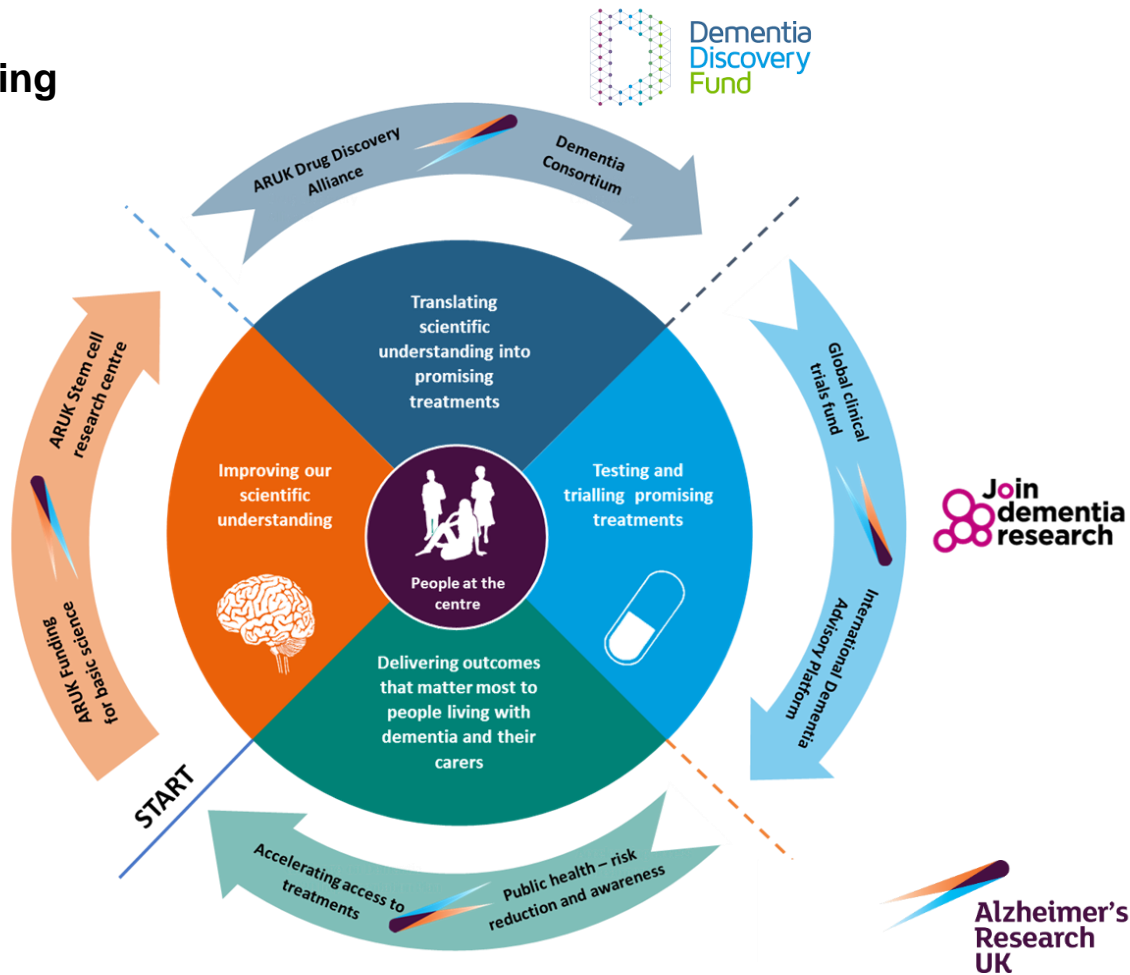 ing
Dementia
Discovery
Fund
ARUK Drug Discovery
Alliance
Dementia
Consortium
Translating
scientific
understanding into
promising
treatments
ARUK Stem cell
research centre
Global clinical
trials fund
Improving our
scientific
understanding
Testing and
trialling promising
treatments
Join
dementia
research
People at the
centre
ARUK Funding
for basic science
International Dementia
Advisory Platform
Delivering outcomes
that matter most to
people living with
dementia and their
carers
START
Accelerating access to
treatments
Public health – risk
reduction and awareness
Alzheimer's
Research
UK